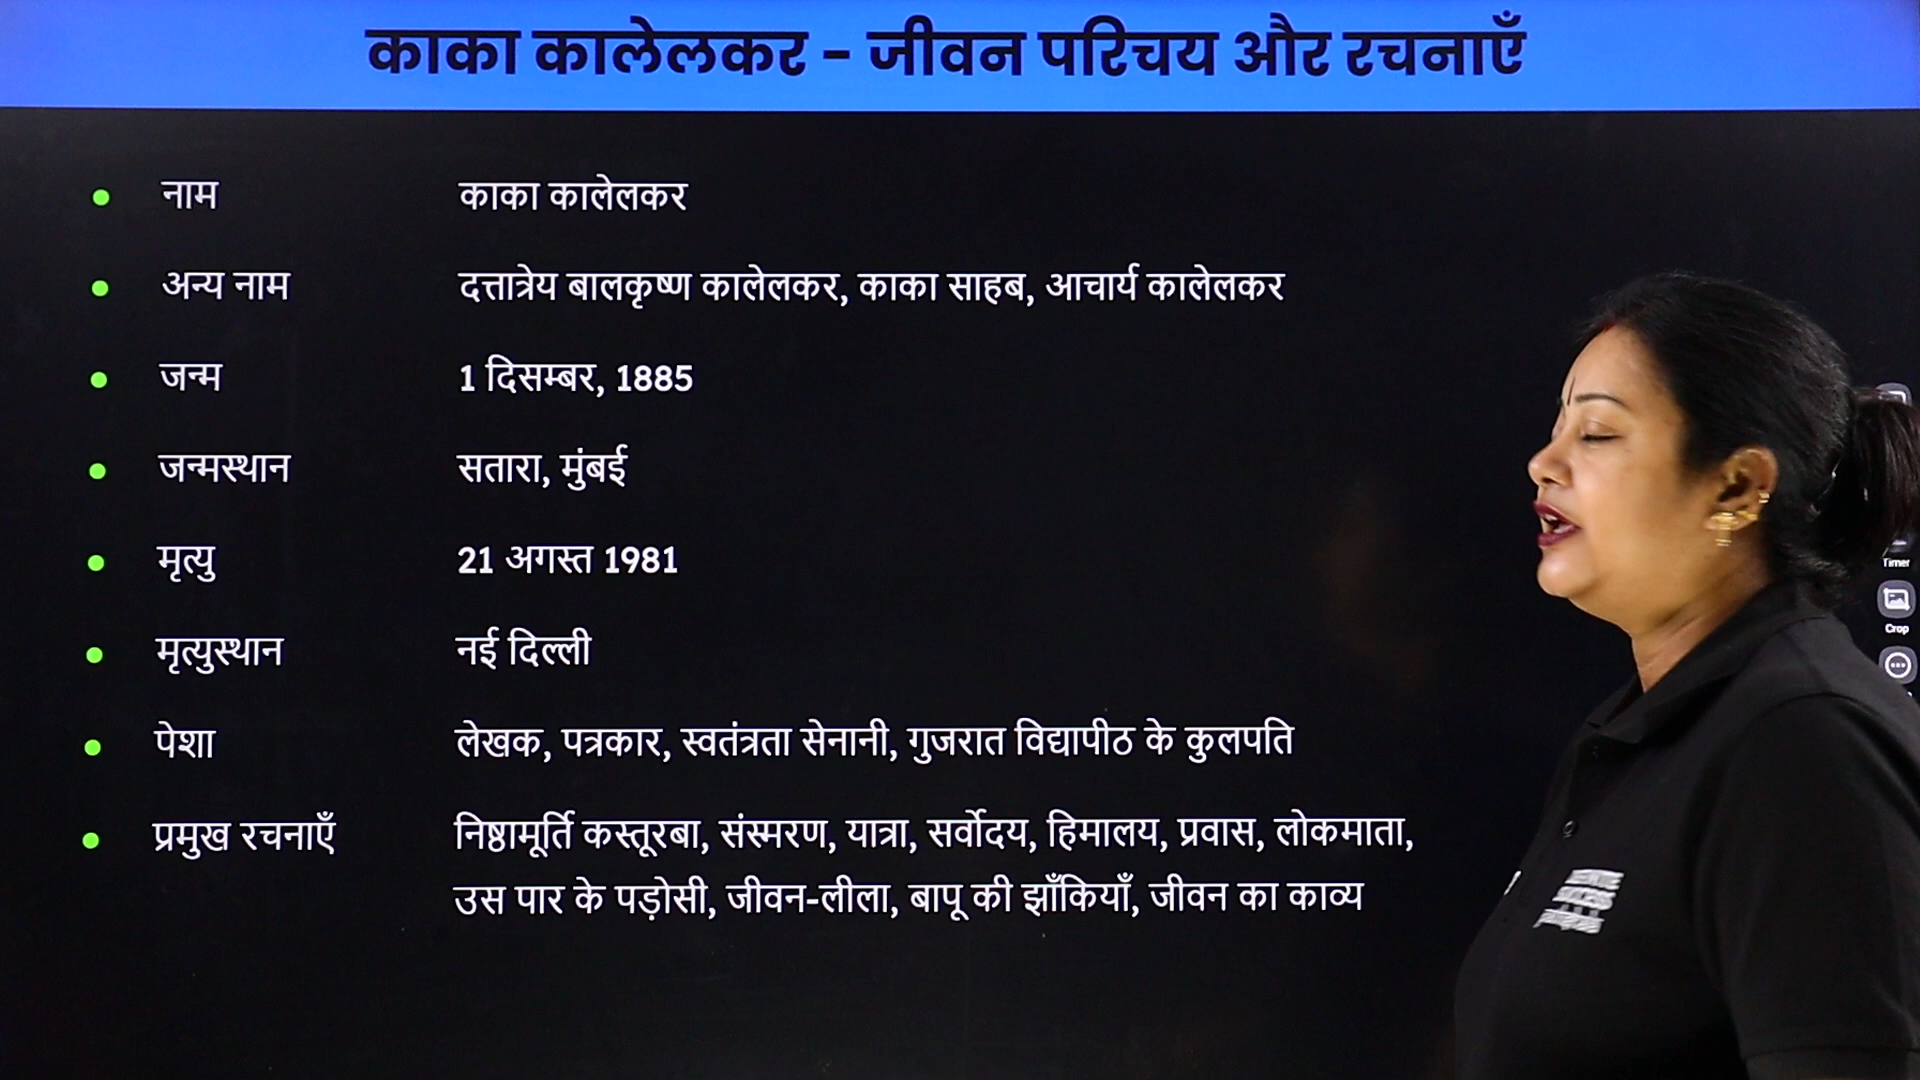 काका कालेलकर - जीवन परिचय और रचनाएँ
नाम काका कालेलकर
अन्य नाम दत्तात्रेय बालकृष्ण कालेलकर, काका साहब, आचार्य कालेलकर
जन्म 1 दिसम्बर, 1885
जन्मस्थान सतारा, मुंबई
मृत्यु 21 अगस्त 1981
मृत्युस्थान नई दिल्ली
पेशा लेखक, पत्रकार, स्वतंत्रता सेनानी, गुजरात विद्यापीठ के कुलपति
प्रमुख रचनाएँ निष्ठामूर्ति कस्तूरबा, संस्मरण, यात्रा, सर्वोदय, हिमालय, प्रवास, लोकमाता,
उस पार के पड़ोसी, जीवन-लीला, बापू की झाँकियाँ, जीवन का काव्य
Timer
Crop